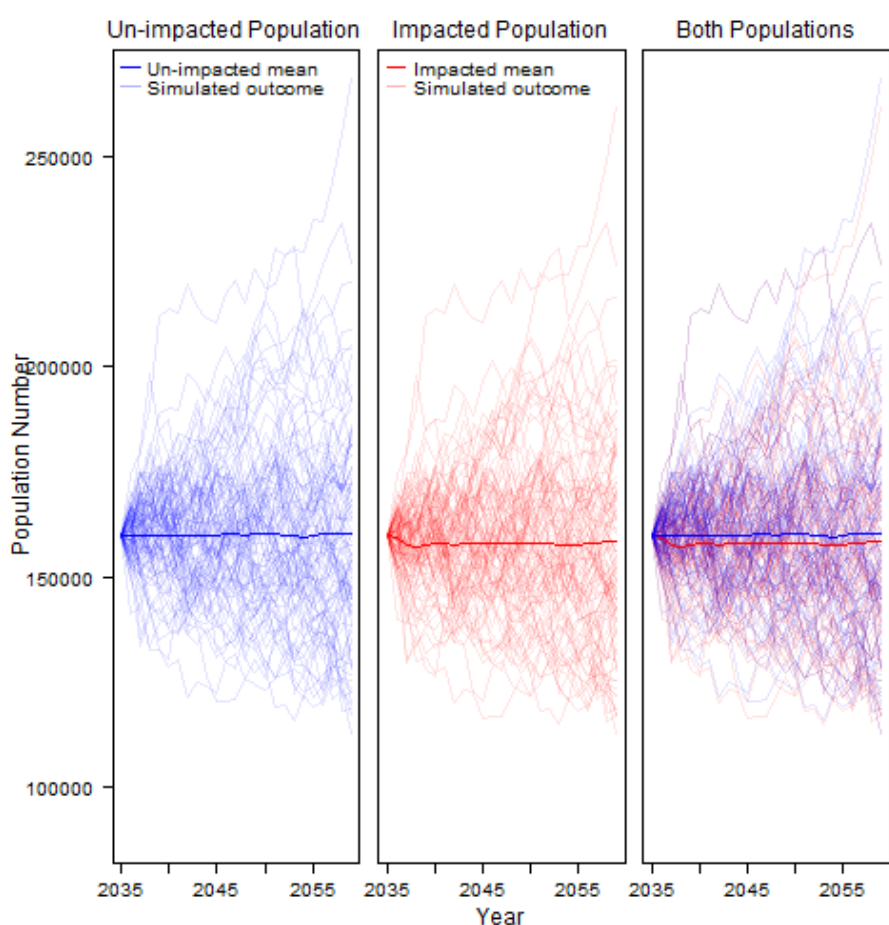 Un-impacted Population
Impacted Population
Both Populations
Un-impacted mean
Simulated outcome
Impacted mean
Simulated outcome
250000
200000
150000
100000
Population Number
2035 2045 2055
2035 2045 2055
2035 2045 2055
Year